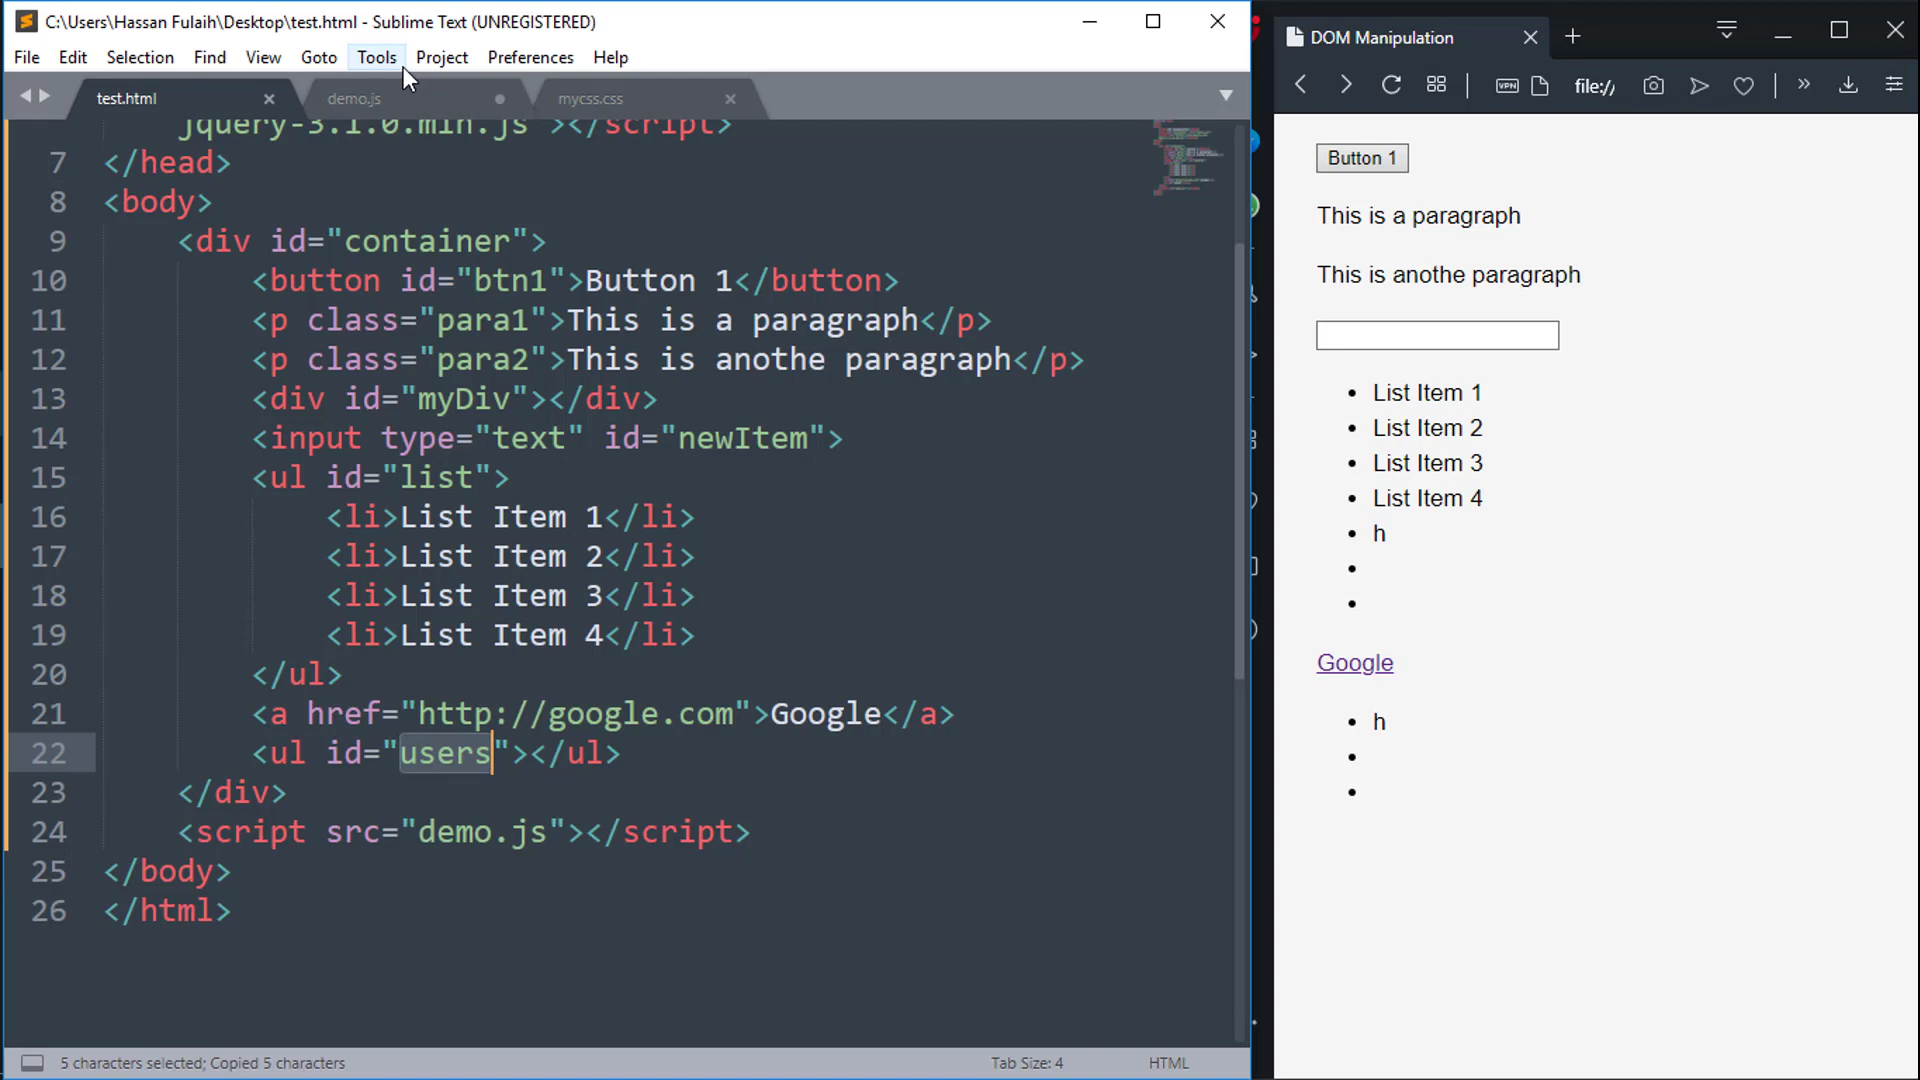 C:\Users\Hassan Fulaih\Desktop\test.html - Sublime Text (UNREGISTERED)
File Edit Selection Find View Goto Tools Project Preferences Help
test.html demo.js mycss.css
jquery-3.1.0.min.js"></script>
7 </head>
8 <body>
9 <div id="container">
10 <button id="btn1">Button 1</button>
11 <p class="para1">This is a paragraph</p>
12 <p class="para2">This is anothe paragraph</p>
13 <div id="myDiv"></div>
14 <input type="text" id="newItem">
15 <ul id="list">
16 <li>List Item 1</li>
17 <li>List Item 2</li>
18 <li>List Item 3</li>
19 <li>List Item 4</li>
20 </ul>
21 <a href="http://google.com">Google</a>
22 <ul id="users"></ul>
23 </div>
24 <script src="demo.js"></script>
25 </body>
26 </html>
5 characters selected; Copied 5 characters Tab Size: 4 HTML
DOM Manipulation
VPN file://
Button 1
This is a paragraph
This is anothe paragraph
List Item 1
List Item 2
List Item 3
List Item 4
h
Google
h